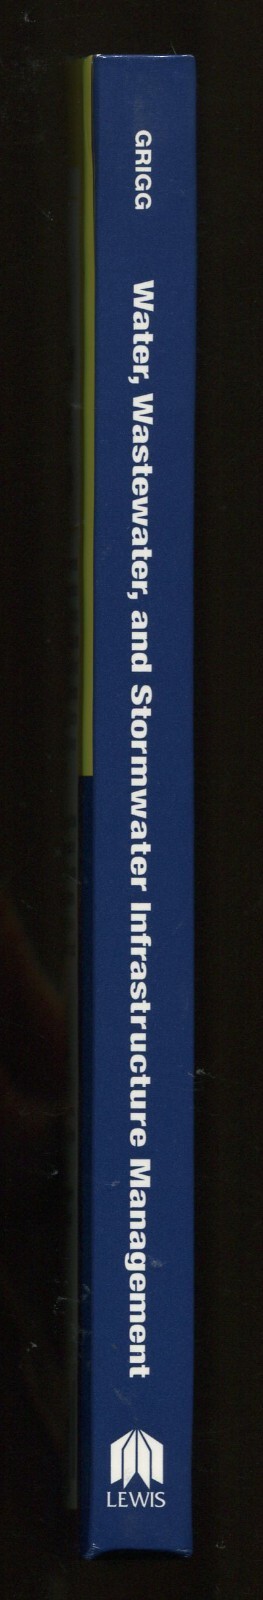 GRIGG
Water, Wastewater, and Stormwater Infrastructure Management
LEWIS